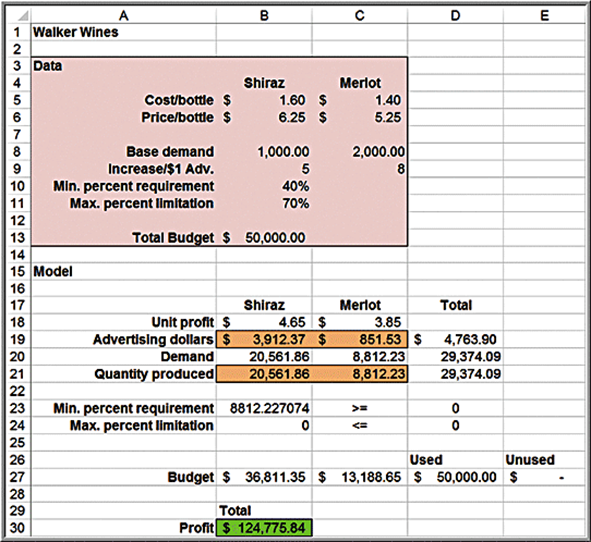 A B C D E
1 Walker Wines
2
3 Data
4 Shiraz Merlot
5 Cost/bottle $ 1.60 $ 1.40
6 Price/bottle $ 6.25 $ 5.25
7
8 Base demand 1,000.00 2,000.00
9 Increase/$1 Adv. 5 8
10 Min. percent requirement 40%
11 Max. percent limitation 70%
12
13 Total Budget $ 50,000.00
14
15 Model
16
17 Shiraz Merlot Total
18 Unit profit $ 4.65 $ 3.85
19 Advertising dollars $ 3,912.37 $ 851.53 $ 4,763.90
20 Demand 20,561.86 8,812.23 29,374.09
21 Quantity produced 20,561.86 8,812.23 29,374.09
22
23 Min. percent requirement 8812.227074 >= 0
24 Max. percent limitation 0 <= 0
25
26 Used Unused
27 Budget $ 36,811.35 $ 13,188.65 $ 50,000.00 $ -
28
29 Total
30 Profit $ 124,775.84